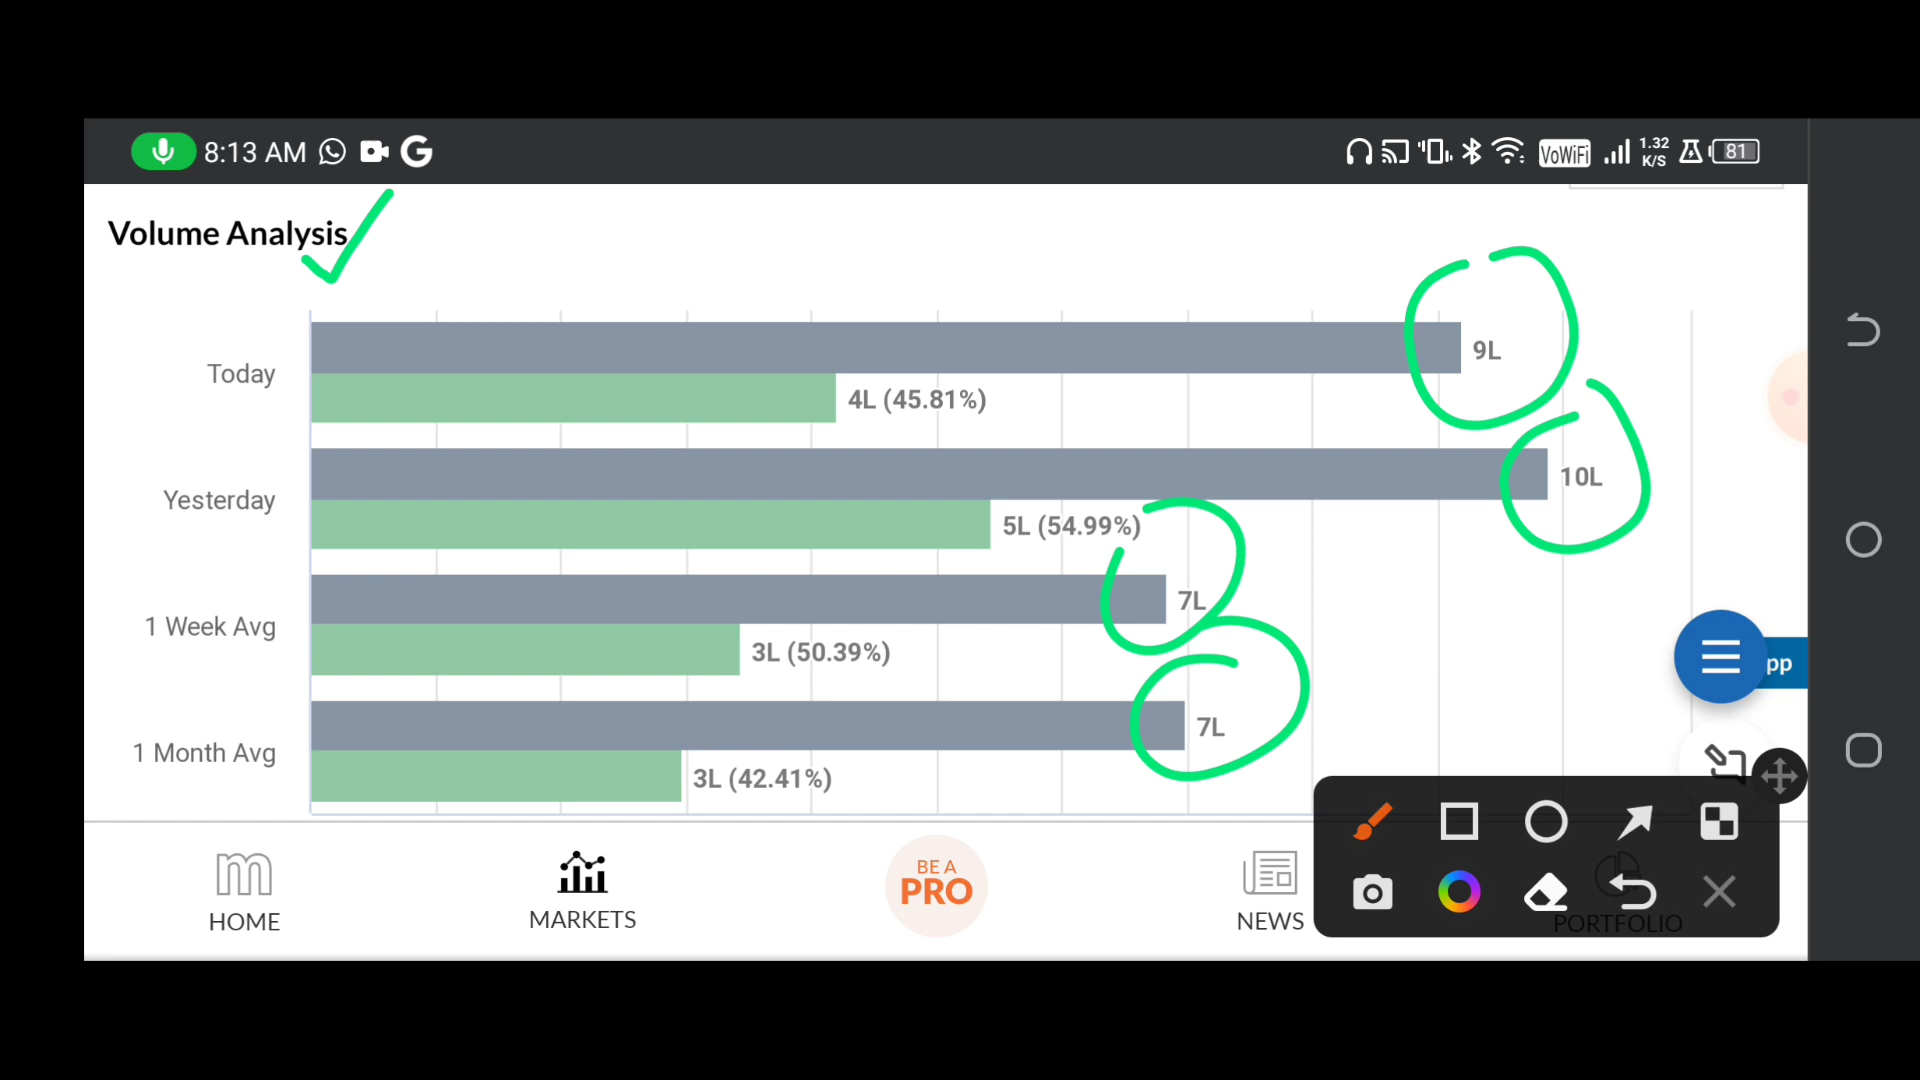 8:13 AM
VoWiFi 1.32 K/S 81
Volume Analysis
Today
9L
4L (45.81%)
Yesterday
10L
5L (54.99%)
1 Week Avg
7L
3L (50.39%)
pp
1 Month Avg
7L
3L (42.41%)
HOME
MARKETS
BE A
PRO
NEWS
PORTFOLIO